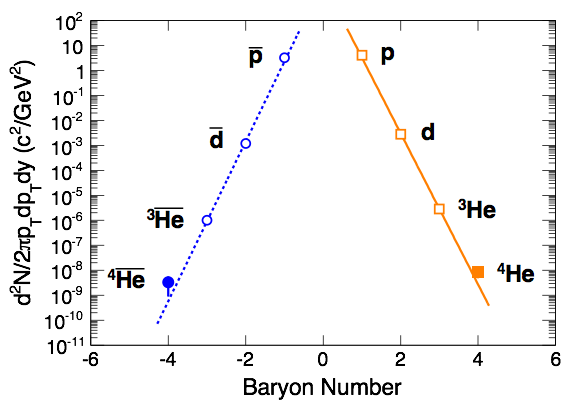 d²N/2πp_Tdp_Tdy (c²/GeV²)
10²
10
1
10⁻¹
10⁻²
10⁻³
10⁻⁴
10⁻⁵
10⁻⁶
10⁻⁷
10⁻⁸
10⁻⁹
10⁻¹⁰
10⁻¹¹
p̅
p
d̅
d
³H̅e̅
³He
⁴H̅e̅
⁴He
-6 -4 -2 0 2 4 6
Baryon Number